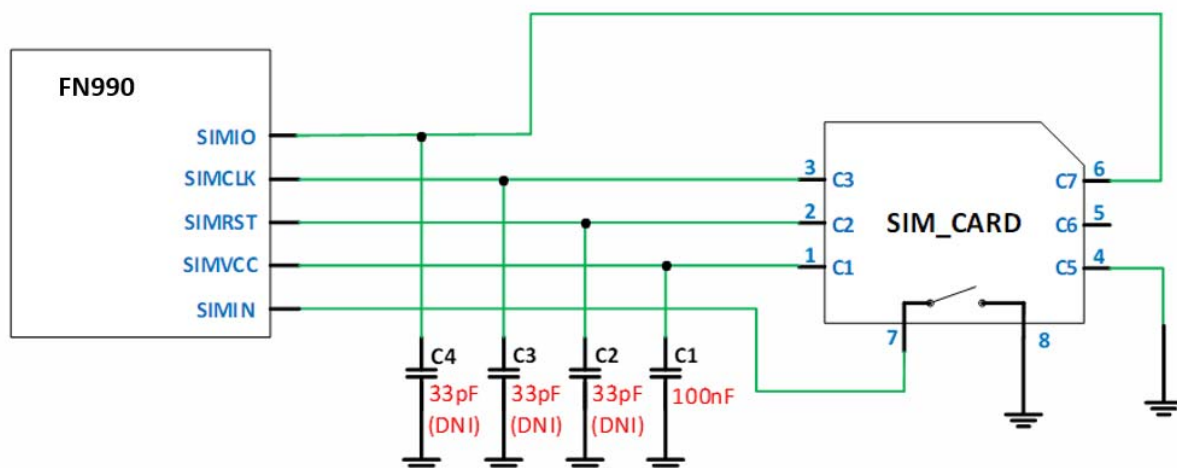 FN990
SIMIO
SIMCLK
SIMRST
SIMVCC
SIMIN
3 C3
2 C2
1 C1
SIM_CARD
C7 6
C6 5
C5 4
7
8
C4
33pF
(DNI)
C3
33pF
(DNI)
C2
33pF
(DNI)
C1
100nF